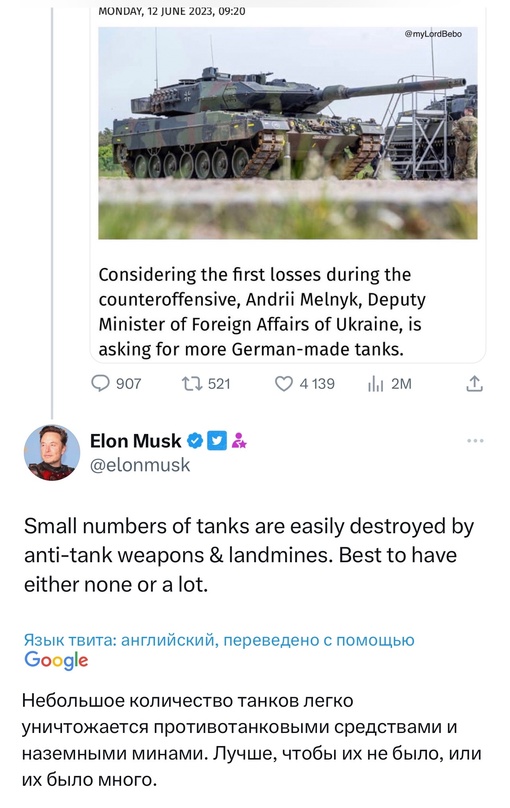 MONDAY, 12 JUNE 2023, 09:20
@myLordBebo
Considering the first losses during the
counteroffensive, Andrii Melnyk, Deputy
Minister of Foreign Affairs of Ukraine, is
asking for more German-made tanks.
907 521 4 139 2M
Elon Musk
@elonmusk
Small numbers of tanks are easily destroyed by
anti-tank weapons & landmines. Best to have
either none or a lot.
Язык твита: английский, переведено с помощью
Google
Небольшое количество танков легко
уничтожается противотанковыми средствами и
наземными минами. Лучше, чтобы их не было, или
их было много.